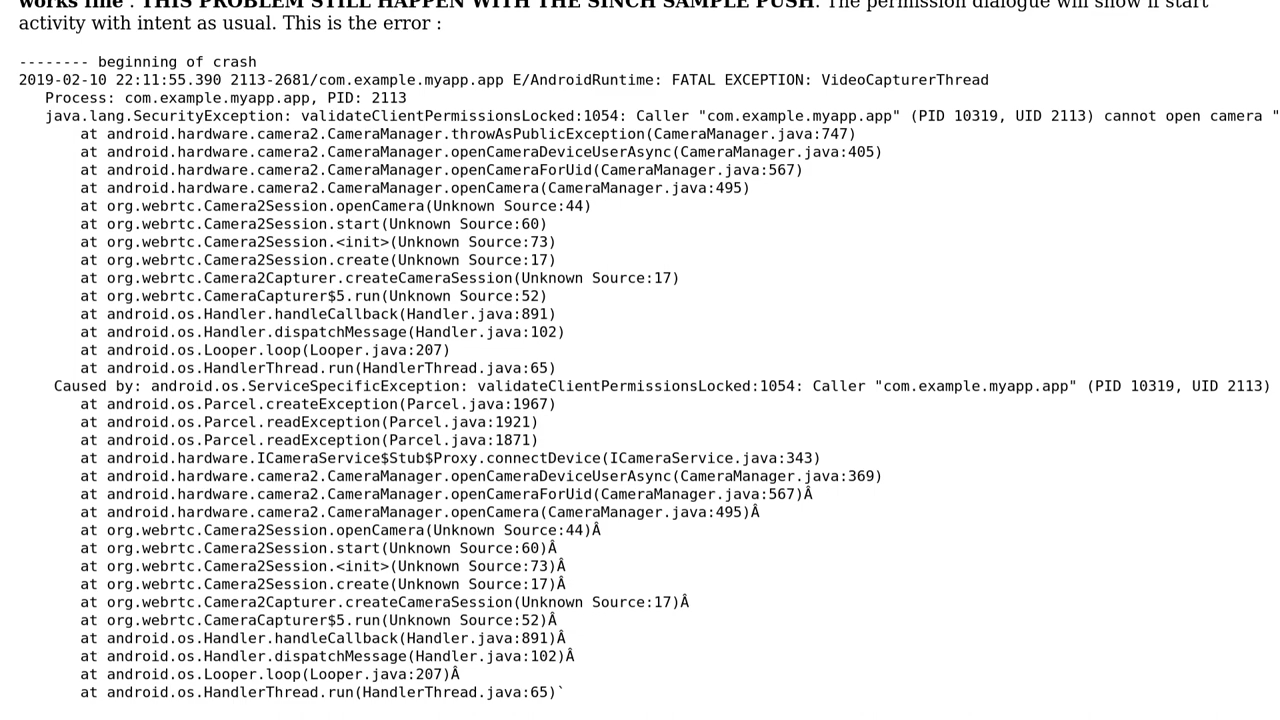 works fine . THIS PROBLEM STILL HAPPEN WITH THE SINCH SAMPLE PUSH. The permission dialogue will show if start
activity with intent as usual. This is the error :
-------- beginning of crash
2019-02-10 22:11:55.390 2113-2681/com.example.myapp.app E/AndroidRuntime: FATAL EXCEPTION: VideoCapturerThread
Process: com.example.myapp.app, PID: 2113
java.lang.SecurityException: validateClientPermissionsLocked:1054: Caller "com.example.myapp.app" (PID 10319, UID 2113) cannot open camera "
at android.hardware.camera2.CameraManager.throwAsPublicException(CameraManager.java:747)
at android.hardware.camera2.CameraManager.openCameraDeviceUserAsync(CameraManager.java:405)
at android.hardware.camera2.CameraManager.openCameraForUid(CameraManager.java:567)
at android.hardware.camera2.CameraManager.openCamera(CameraManager.java:495)
at org.webrtc.Camera2Session.openCamera(Unknown Source:44)
at org.webrtc.Camera2Session.start(Unknown Source:60)
at org.webrtc.Camera2Session.<init>(Unknown Source:73)
at org.webrtc.Camera2Session.create(Unknown Source:17)
at org.webrtc.Camera2Capturer.createCameraSession(Unknown Source:17)
at org.webrtc.CameraCapturer$5.run(Unknown Source:52)
at android.os.Handler.handleCallback(Handler.java:891)
at android.os.Handler.dispatchMessage(Handler.java:102)
at android.os.Looper.loop(Looper.java:207)
at android.os.HandlerThread.run(HandlerThread.java:65)
Caused by: android.os.ServiceSpecificException: validateClientPermissionsLocked:1054: Caller "com.example.myapp.app" (PID 10319, UID 2113)
at android.os.Parcel.createException(Parcel.java:1967)
at android.os.Parcel.readException(Parcel.java:1921)
at android.os.Parcel.readException(Parcel.java:1871)
at android.hardware.ICameraService$Stub$Proxy.connectDevice(ICameraService.java:343)
at android.hardware.camera2.CameraManager.openCameraDeviceUserAsync(CameraManager.java:369)
at android.hardware.camera2.CameraManager.openCameraForUid(CameraManager.java:567)Â
at android.hardware.camera2.CameraManager.openCamera(CameraManager.java:495)Â
at org.webrtc.Camera2Session.openCamera(Unknown Source:44)Â
at org.webrtc.Camera2Session.start(Unknown Source:60)Â
at org.webrtc.Camera2Session.<init>(Unknown Source:73)Â
at org.webrtc.Camera2Session.create(Unknown Source:17)Â
at org.webrtc.Camera2Capturer.createCameraSession(Unknown Source:17)Â
at org.webrtc.CameraCapturer$5.run(Unknown Source:52)Â
at android.os.Handler.handleCallback(Handler.java:891)Â
at android.os.Handler.dispatchMessage(Handler.java:102)Â
at android.os.Looper.loop(Looper.java:207)Â
at android.os.HandlerThread.run(HandlerThread.java:65)`